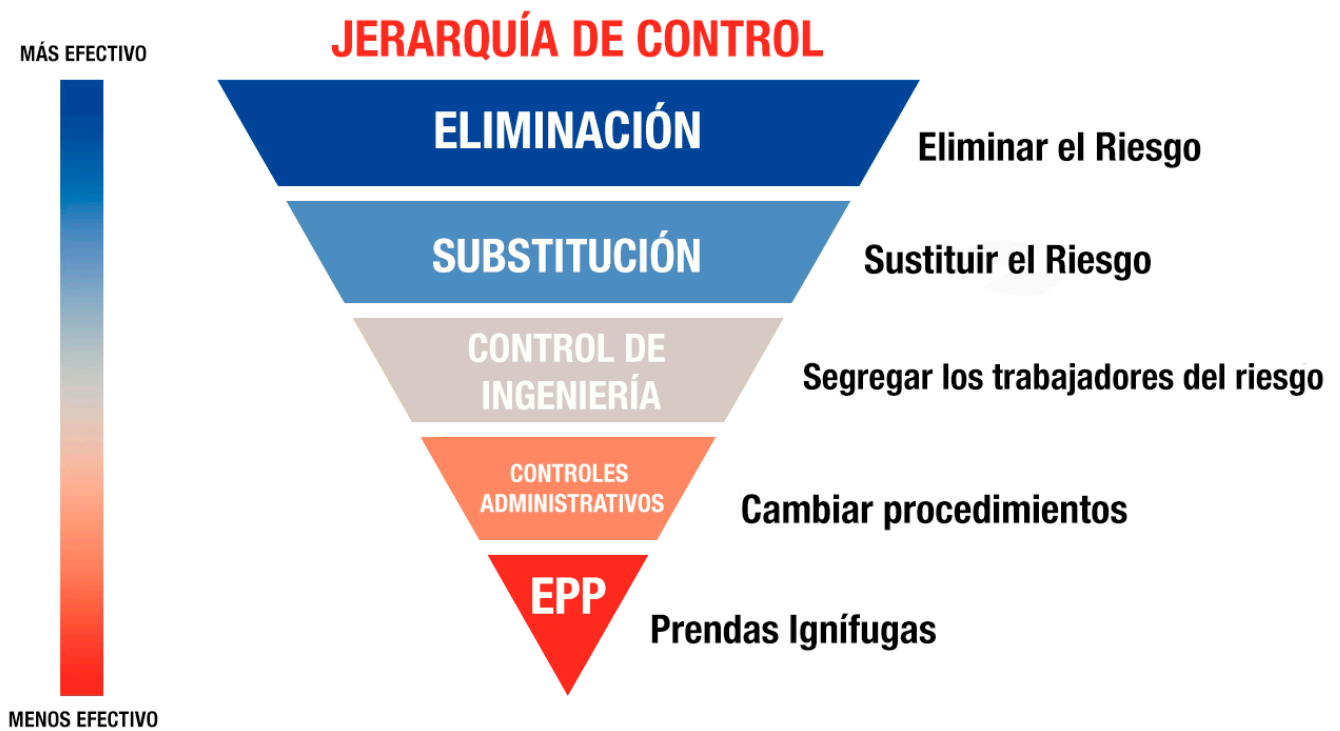 JERARQUÍA DE CONTROL
MÁS EFECTIVO
ELIMINACIÓN
Eliminar el Riesgo
SUBSTITUCIÓN
Sustituir el Riesgo
CONTROL DE
INGENIERÍA
Segregar los trabajadores del riesgo
CONTROLES
ADMINISTRATIVOS
Cambiar procedimientos
EPP
Prendas Ignífugas
MENOS EFECTIVO